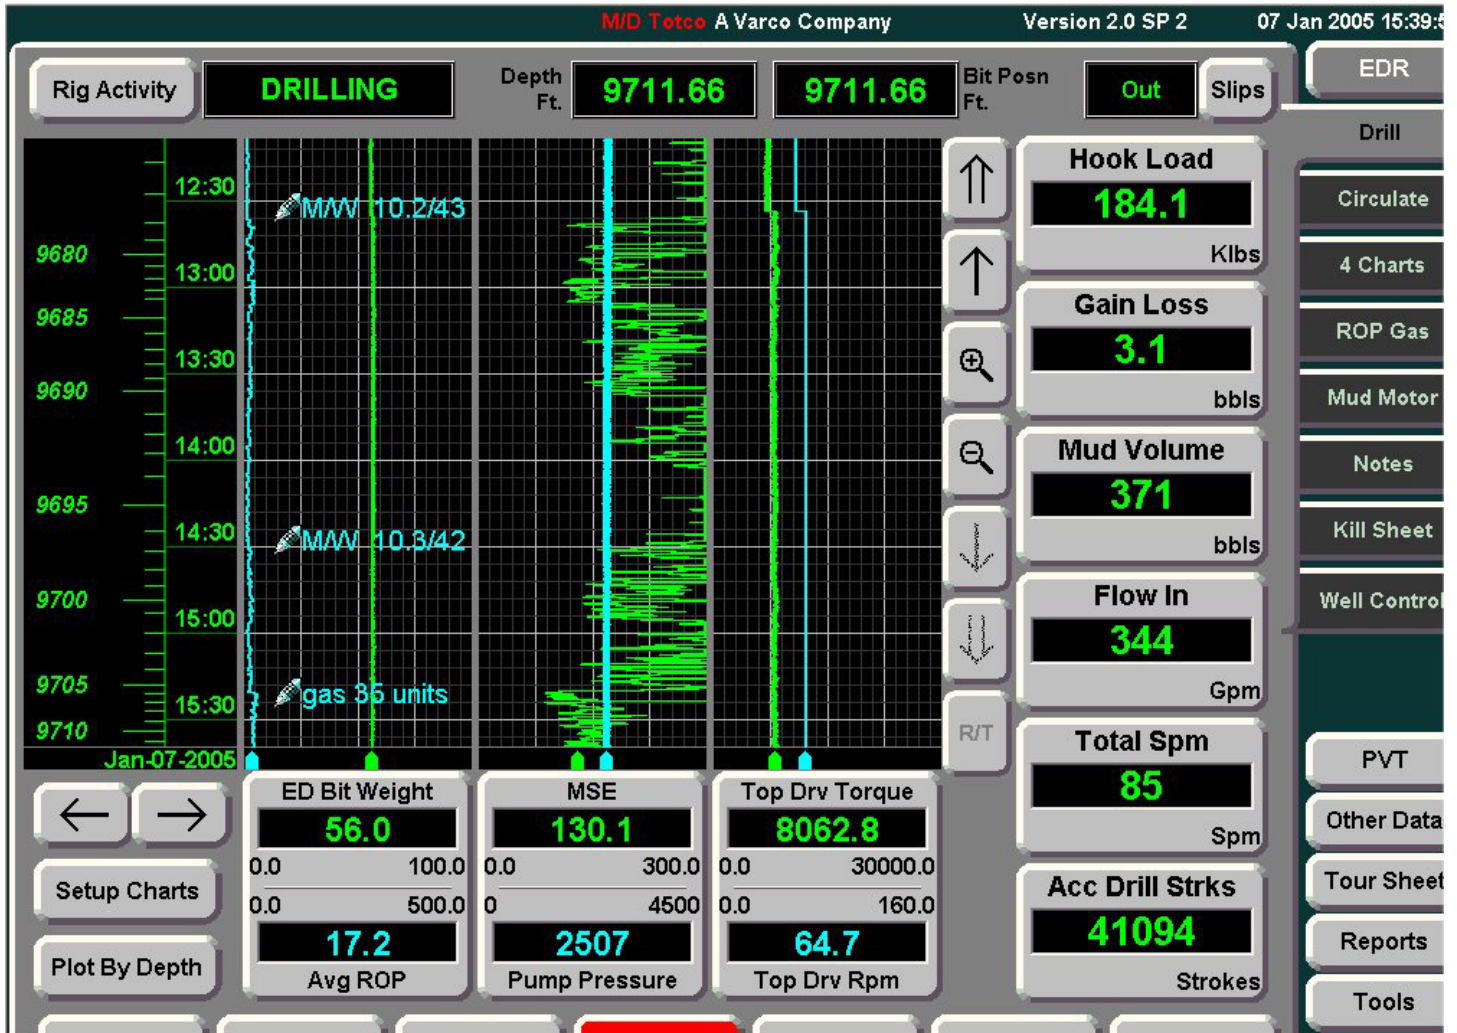 M/D Totco A Varco Company Version 2.0 SP 2 07 Jan 2005 15:39:5
Rig Activity DRILLING Depth Ft. 9711.66 9711.66 Bit Posn Ft. Out Slips
EDR
Drill
Circulate
4 Charts
ROP Gas
Mud Motor
Notes
Kill Sheet
Well Control
PVT
Other Data
Tour Sheet
Reports
Tools
12:30
M/W 10.2/43
9680
13:00
9685
13:30
9690
14:00
9695
14:30
M/W 10.3/42
9700
15:00
9705
gas 35 units
15:30
9710
Jan-07-2005
R/T
Hook Load
184.1
Klbs
Gain Loss
3.1
bbls
Mud Volume
371
bbls
Flow In
344
Gpm
Total Spm
85
Spm
Acc Drill Strks
41094
Strokes
Setup Charts
Plot By Depth
ED Bit Weight
56.0
0.0 100.0
0.0 500.0
17.2
Avg ROP
MSE
130.1
0.0 300.0
0 4500
2507
Pump Pressure
Top Drv Torque
8062.8
0.0 30000.0
0.0 160.0
64.7
Top Drv Rpm